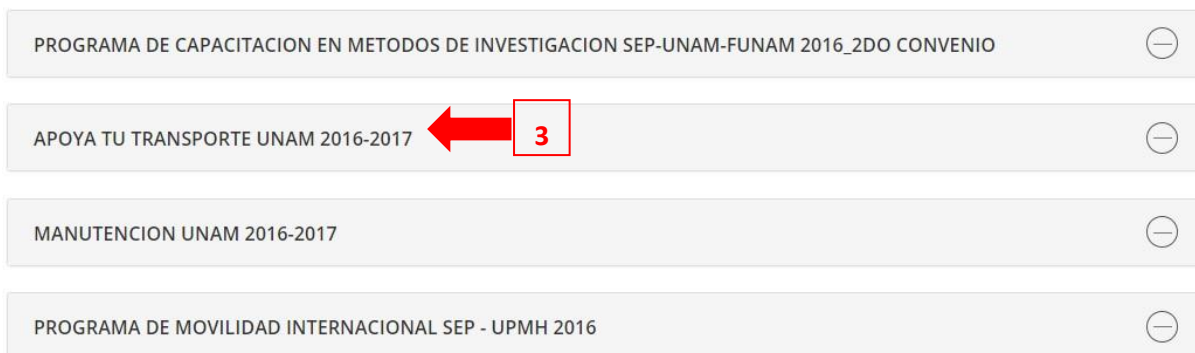 PROGRAMA DE CAPACITACION EN METODOS DE INVESTIGACION SEP-UNAM-FUNAM 2016_2DO CONVENIO
APOYA TU TRANSPORTE UNAM 2016-2017 3
MANUTENCION UNAM 2016-2017
PROGRAMA DE MOVILIDAD INTERNACIONAL SEP - UPMH 2016